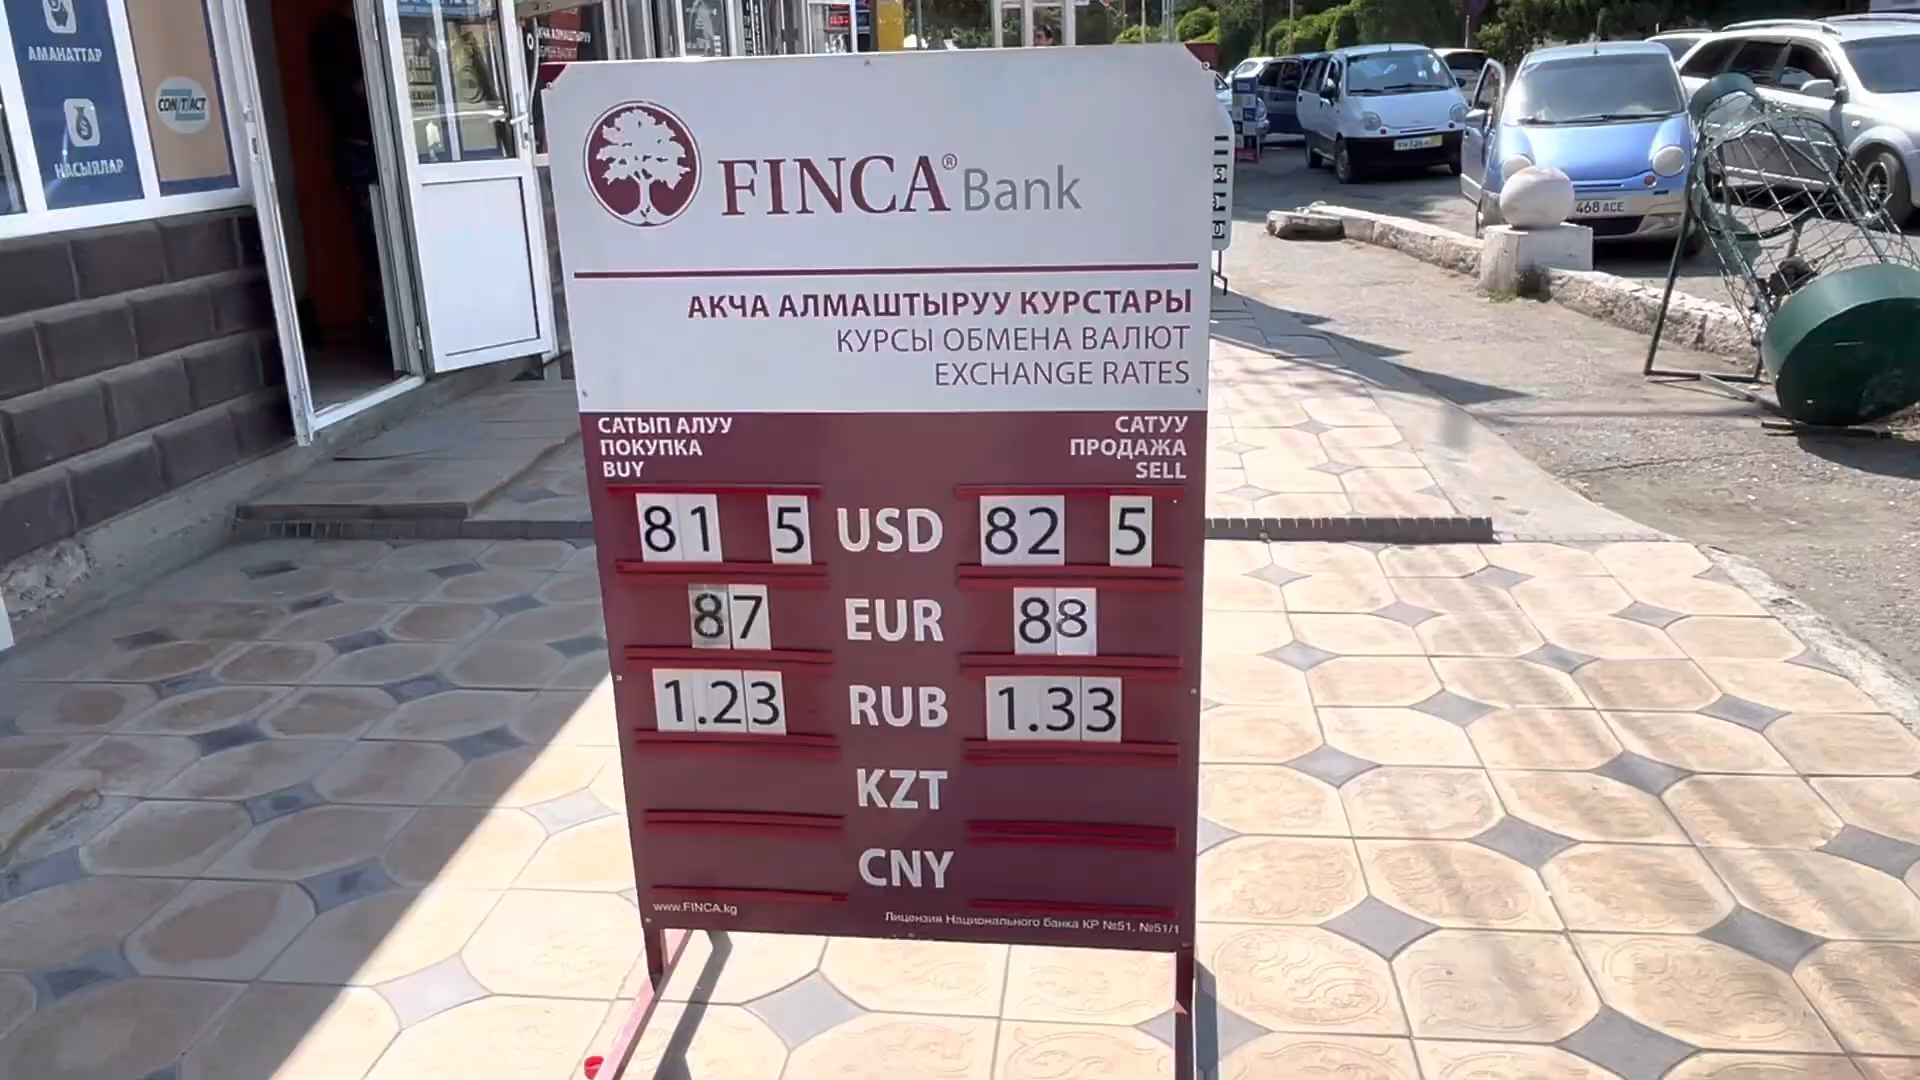 АМАНАТТАР
НАСЫЯЛАР
CONTACT
FINCA® Bank
АКЧА АЛМАШТЫРУУ КУРСТАРЫ
КУРСЫ ОБМЕНА ВАЛЮТ
EXCHANGE RATES
САТЫП АЛУУ
ПОКУПКА
BUY
САТУУ
ПРОДАЖА
SELL
81 5 USD 82 5
87 EUR 88
1.23 RUB 1.33
KZT
CNY
www.FINCA.kg
Лицензия Национального банка КР №51, №51/1
468 ACE